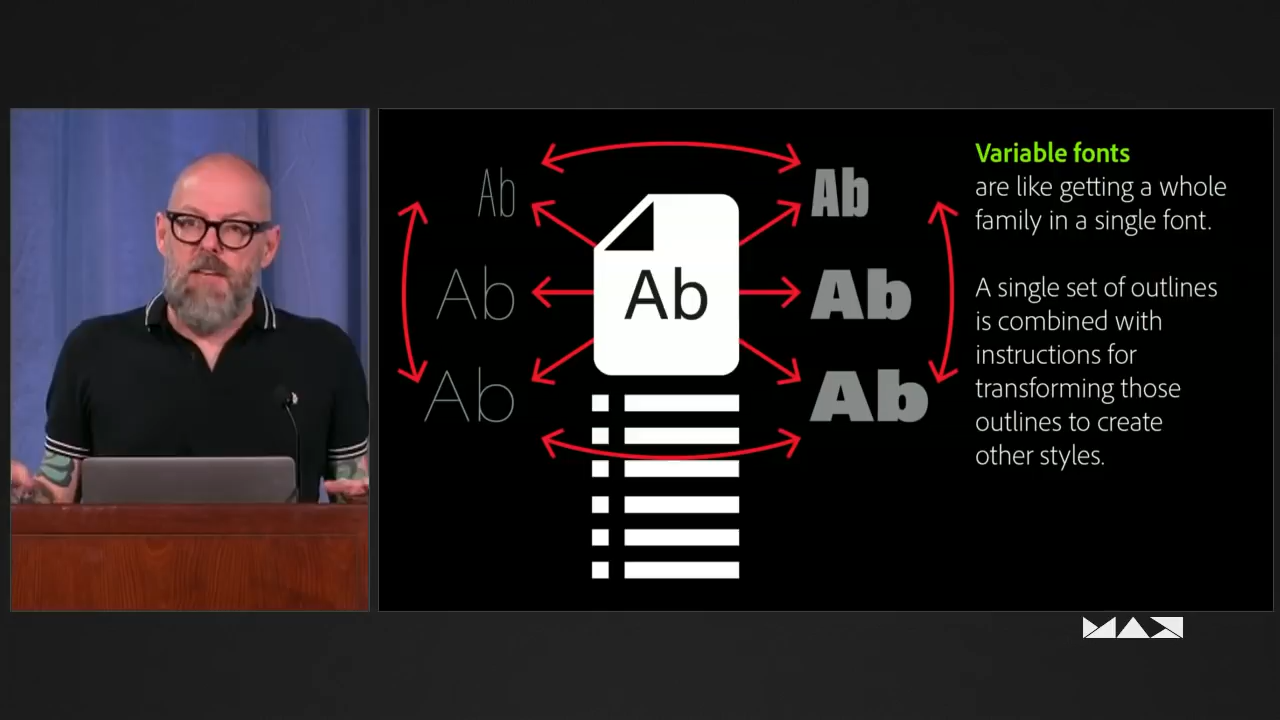 Ab
Ab
Ab
Ab
Ab
Ab
Ab
Variable fonts
are like getting a whole
family in a single font.
A single set of outlines
is combined with
instructions for
transforming those
outlines to create
other styles.
MAX